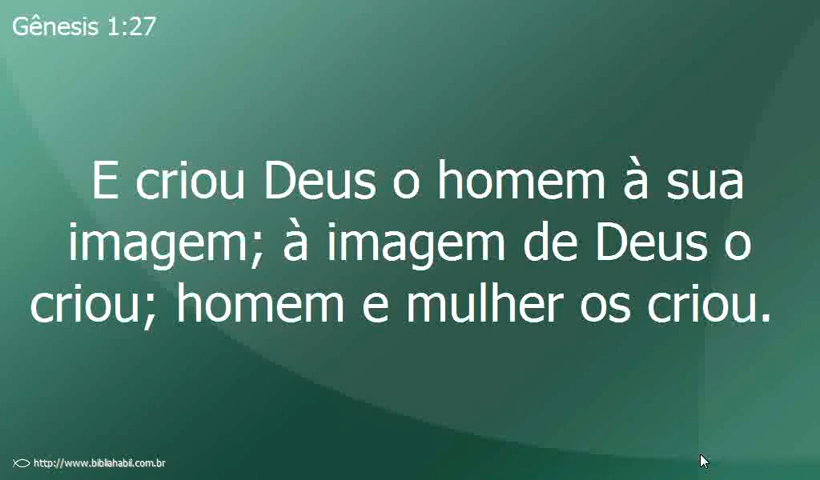 Gênesis 1:27
E criou Deus o homem à sua
imagem; à imagem de Deus o
criou; homem e mulher os criou.
http://www.bibliahabil.com.br